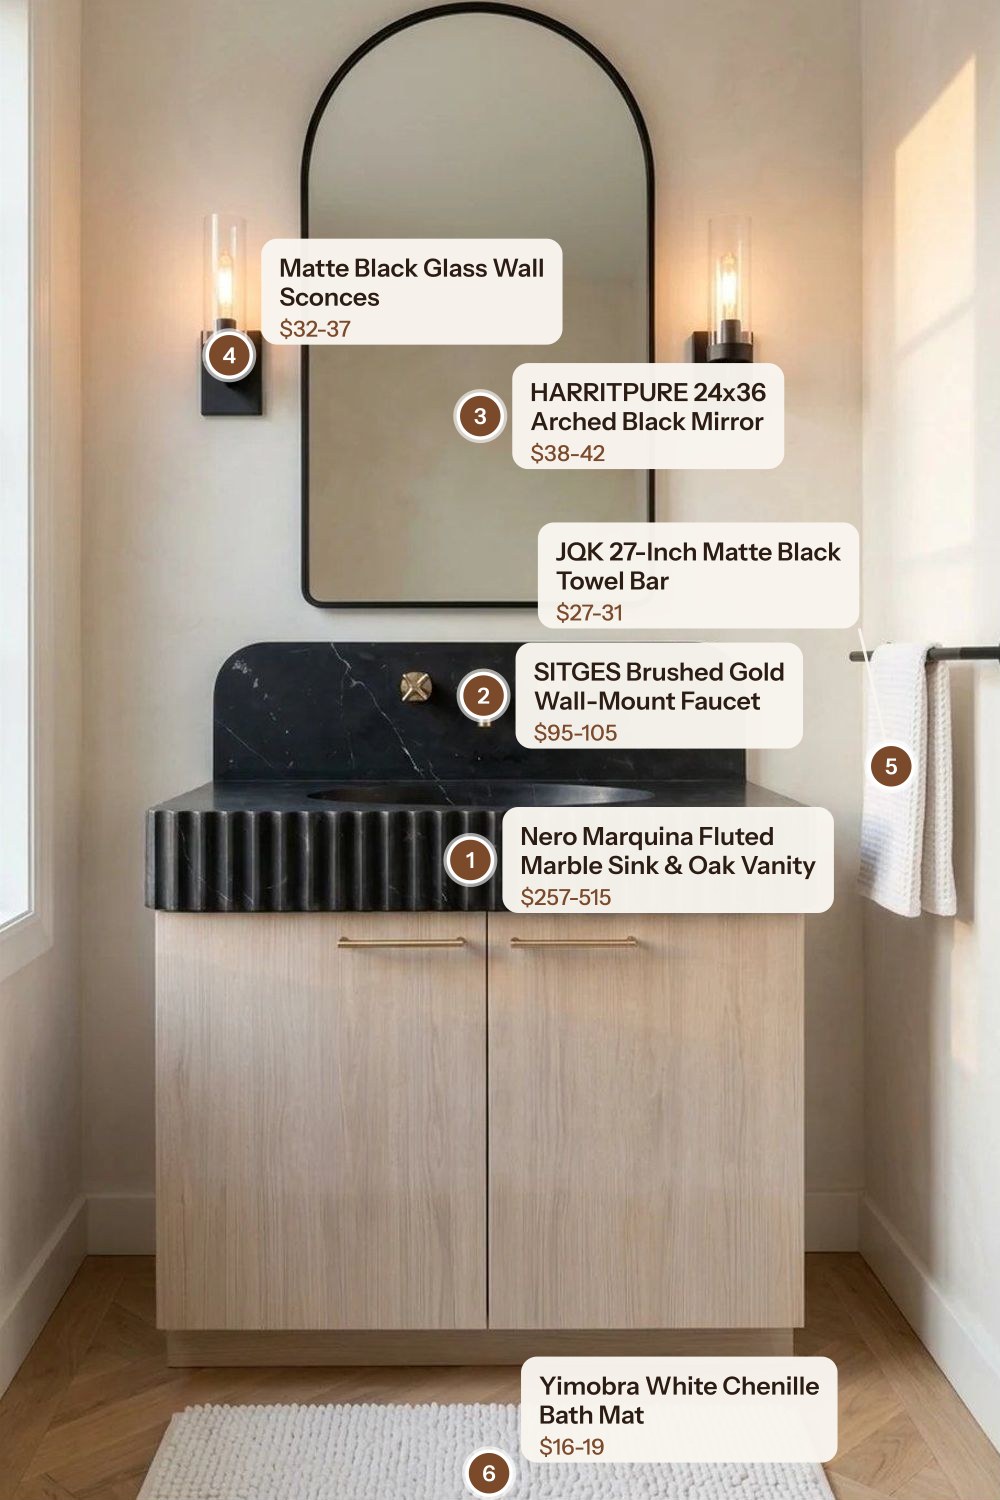 Matte Black Glass Wall
Sconces
$32-37
4
HARRITPURE 24x36
Arched Black Mirror
$38-42
3
JQK 27-Inch Matte Black
Towel Bar
$27-31
SITGES Brushed Gold
Wall-Mount Faucet
$95-105
2
5
Nero Marquina Fluted
Marble Sink & Oak Vanity
$257-515
1
Yimobra White Chenille
Bath Mat
$16-19
6